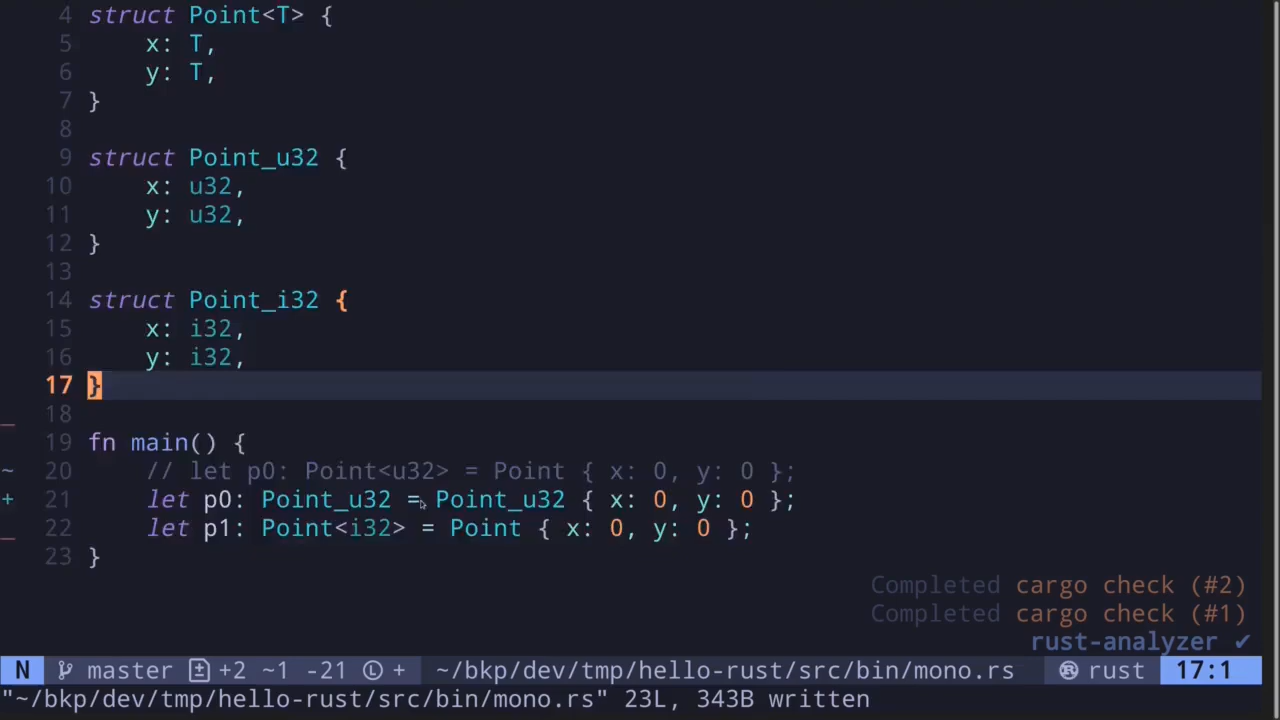 4 struct Point<T> {
5     x: T,
6     y: T,
7 }
8
9 struct Point_u32 {
10     x: u32,
11     y: u32,
12 }
13
14 struct Point_i32 {
15     x: i32,
16     y: i32,
17 }
18
19 fn main() {
~ 20     // let p0: Point<u32> = Point { x: 0, y: 0 };
+ 21     let p0: Point_u32 = Point_u32 { x: 0, y: 0 };
22     let p1: Point<i32> = Point { x: 0, y: 0 };
23 }
Completed cargo check (#2)
Completed cargo check (#1)
rust-analyzer ✔
N master +2 ~1 -21 + ~/bkp/dev/tmp/hello-rust/src/bin/mono.rs rust 17:1
"~/bkp/dev/tmp/hello-rust/src/bin/mono.rs" 23L, 343B written